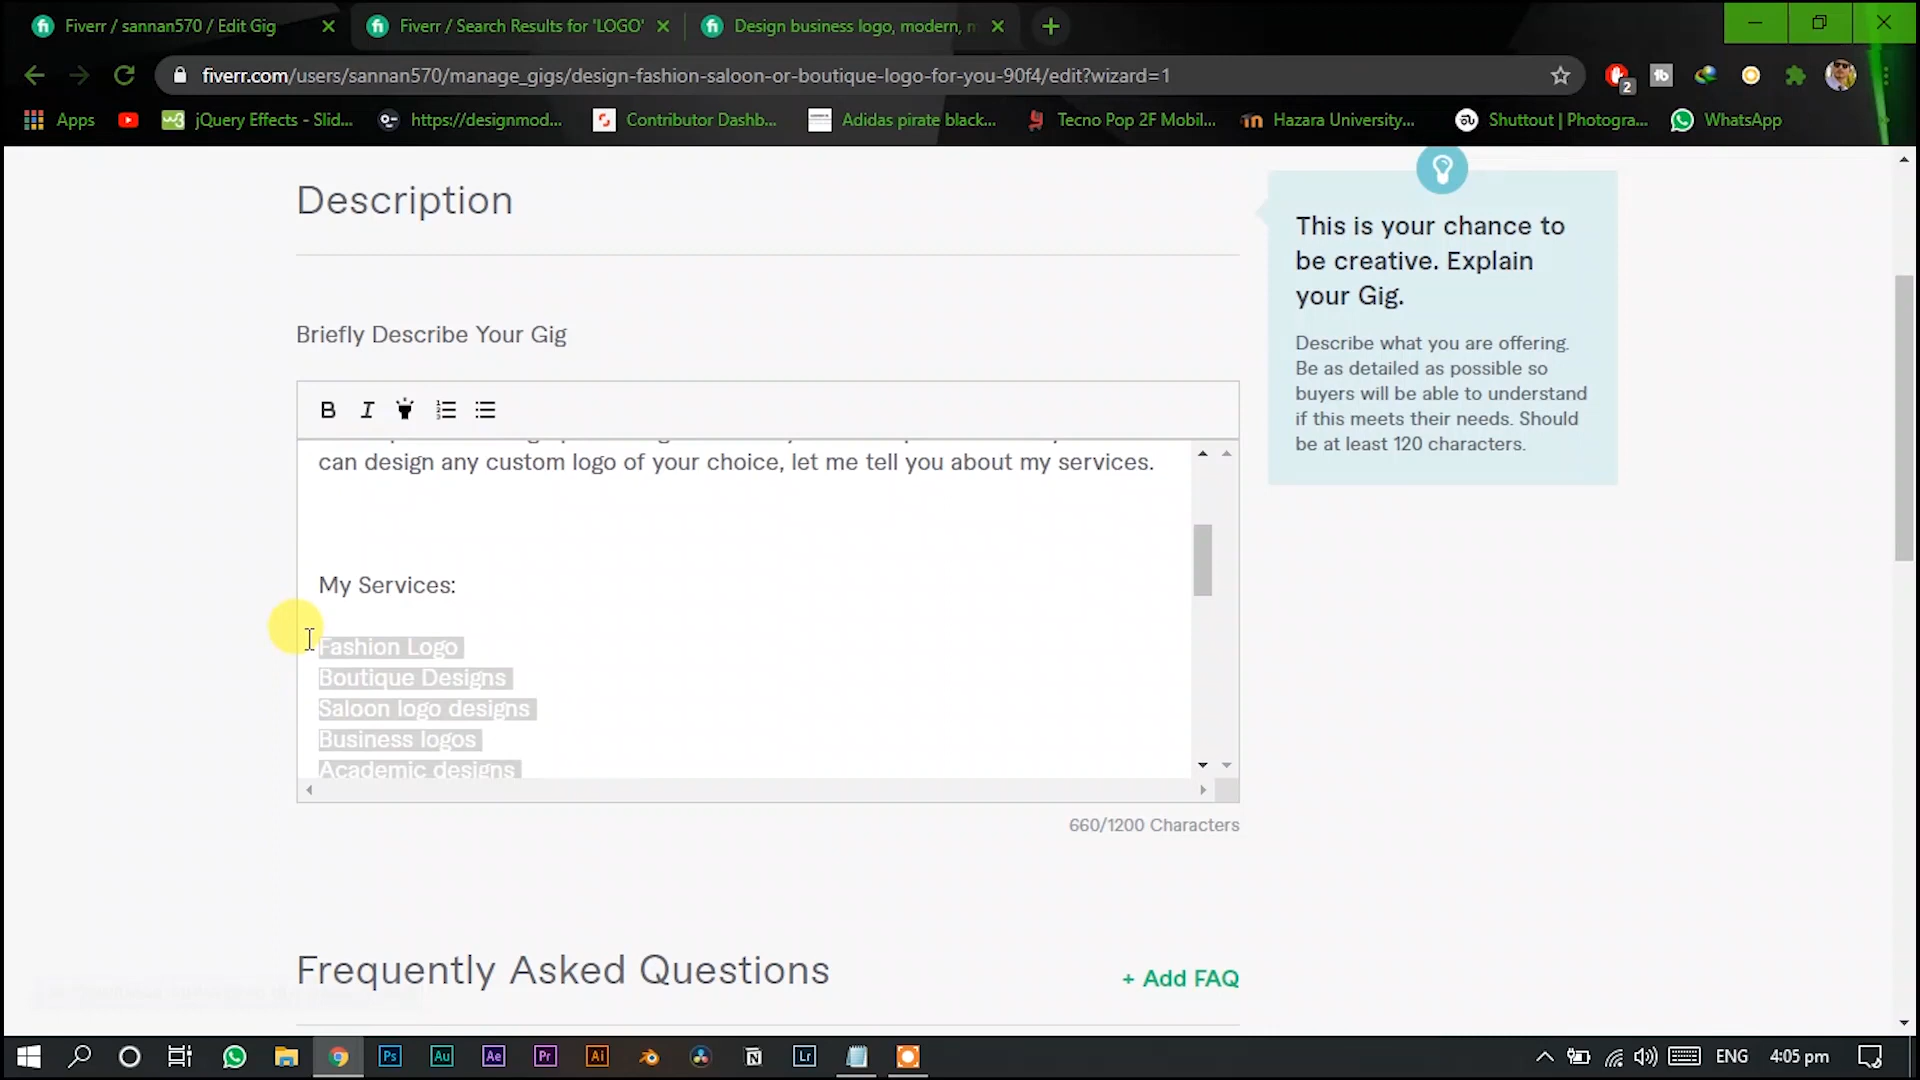 Fiverr / sannan570 / Edit Gig
Fiverr / Search Results for 'LOGO'
Design business logo, modern, m
fiverr.com/users/sannan570/manage_gigs/design-fashion-saloon-or-boutique-logo-for-you-90f4/edit?wizard=1
2
Apps
jQuery Effects - Slid...
https://designmod...
Contributor Dashb...
Adidas pirate black...
Tecno Pop 2F Mobil...
Hazara University,...
Shuttout | Photogra...
WhatsApp
Description
Briefly Describe Your Gig
B I
can design any custom logo of your choice, let me tell you about my services.
My Services:
Fashion Logo
Boutique Designs
Saloon logo designs
Business logos
Academic designs
660/1200 Characters
This is your chance to
be creative. Explain
your Gig.
Describe what you are offering.
Be as detailed as possible so
buyers will be able to understand
if this meets their needs. Should
be at least 120 characters.
Frequently Asked Questions
+ Add FAQ
Ps
Au
Ae
Pr
Ai
Lr
ENG
4:05 pm